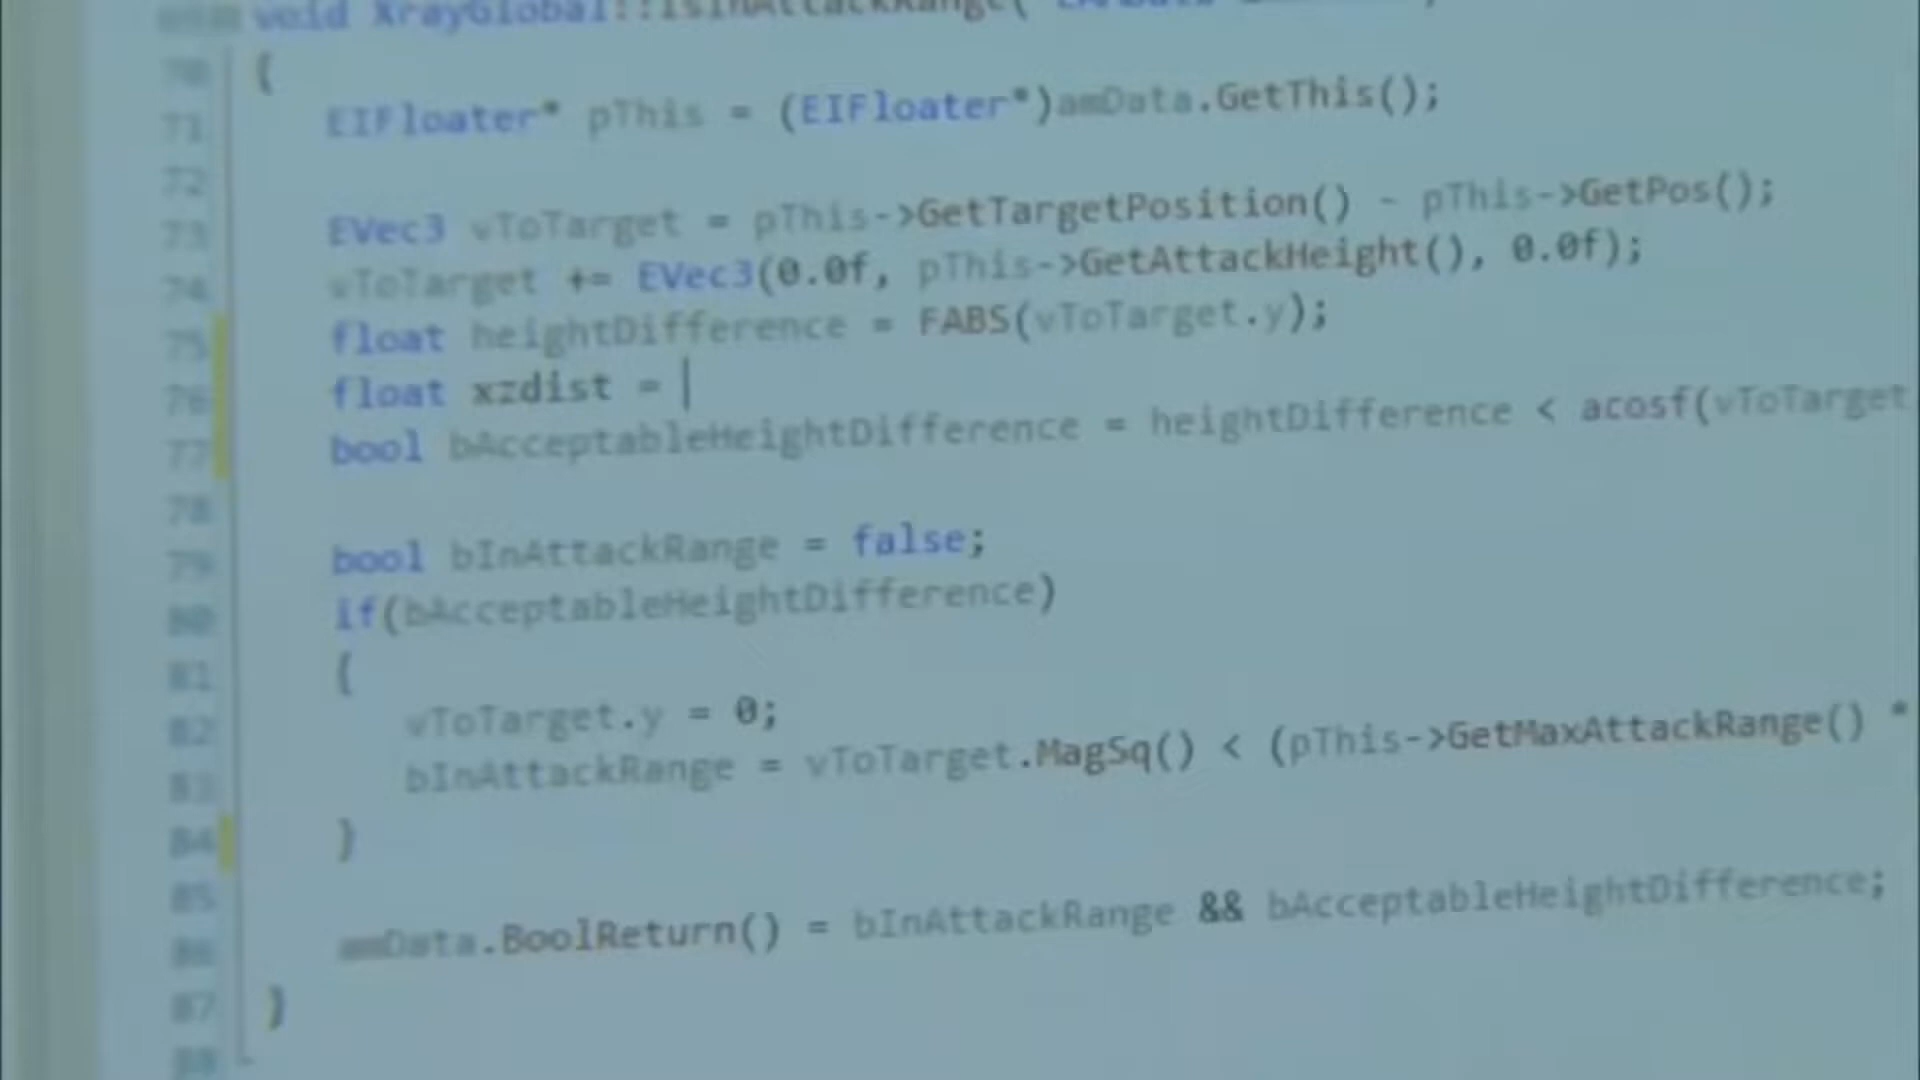 void XrayGlobal::IsInAttackRange(
70 {
71 EIFloater* pThis = (EIFloater*)amData.GetThis();
72
73 EVec3 vToTarget = pThis->GetTargetPosition() - pThis->GetPos();
74 vToTarget += EVec3(0.0f, pThis->GetAttackHeight(), 0.0f);
75 float heightDifference = FABS(vToTarget.y);
76 float xzdist =
77 bool bAcceptableHeightDifference = heightDifference < acosf(vToTarget
78
79 bool bInAttackRange = false;
80 if(bAcceptableHeightDifference)
81 {
82 vToTarget.y = 0;
83 bInAttackRange = vToTarget.MagSq() < (pThis->GetMaxAttackRange() *
84 }
85
86 amData.BoolReturn() = bInAttackRange && bAcceptableHeightDifference;
87 }
88